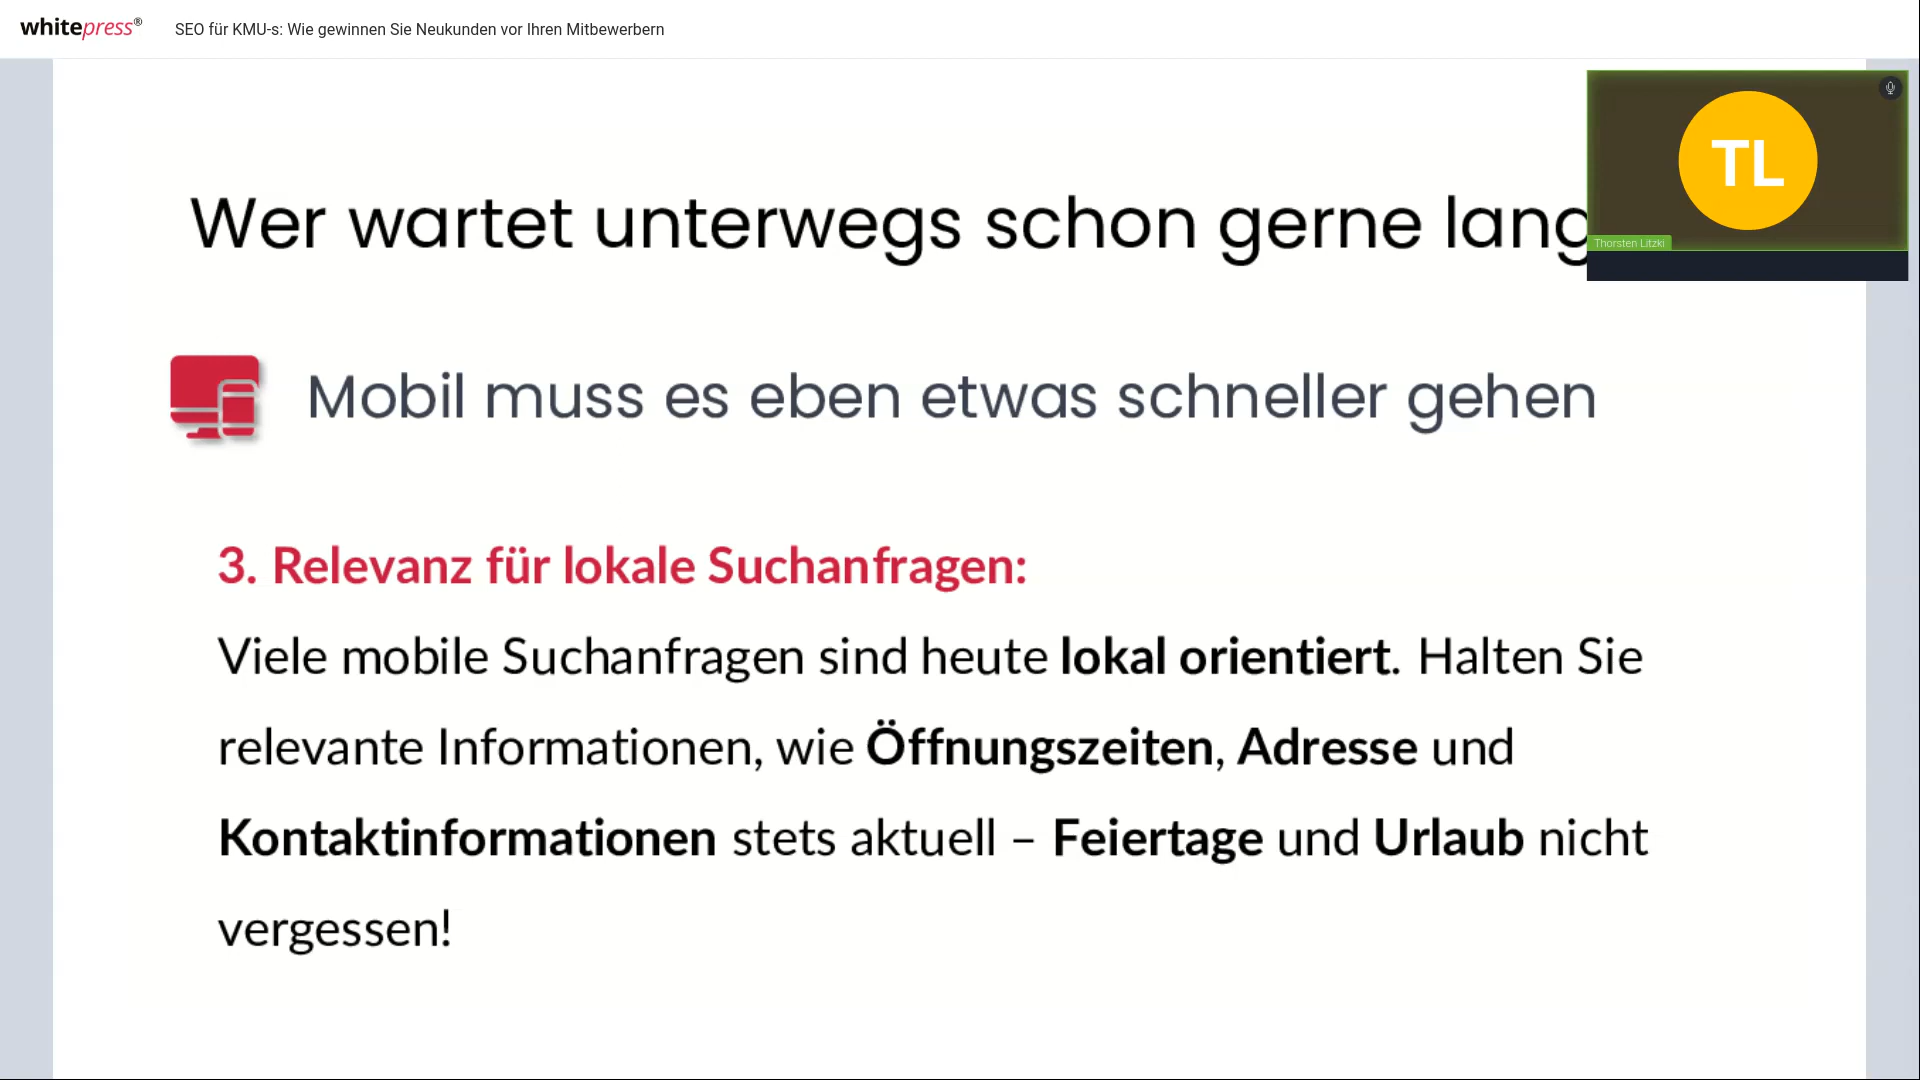 whitepress®
SEO für KMU-s: Wie gewinnen Sie Neukunden vor Ihren Mitbewerbern
TL
Thorsten Litzki
Wer wartet unterwegs schon gerne lang
Mobil muss es eben etwas schneller gehen
3. Relevanz für lokale Suchanfragen:
Viele mobile Suchanfragen sind heute lokal orientiert. Halten Sie
relevante Informationen, wie Öffnungszeiten, Adresse und
Kontaktinformationen stets aktuell – Feiertage und Urlaub nicht
vergessen!